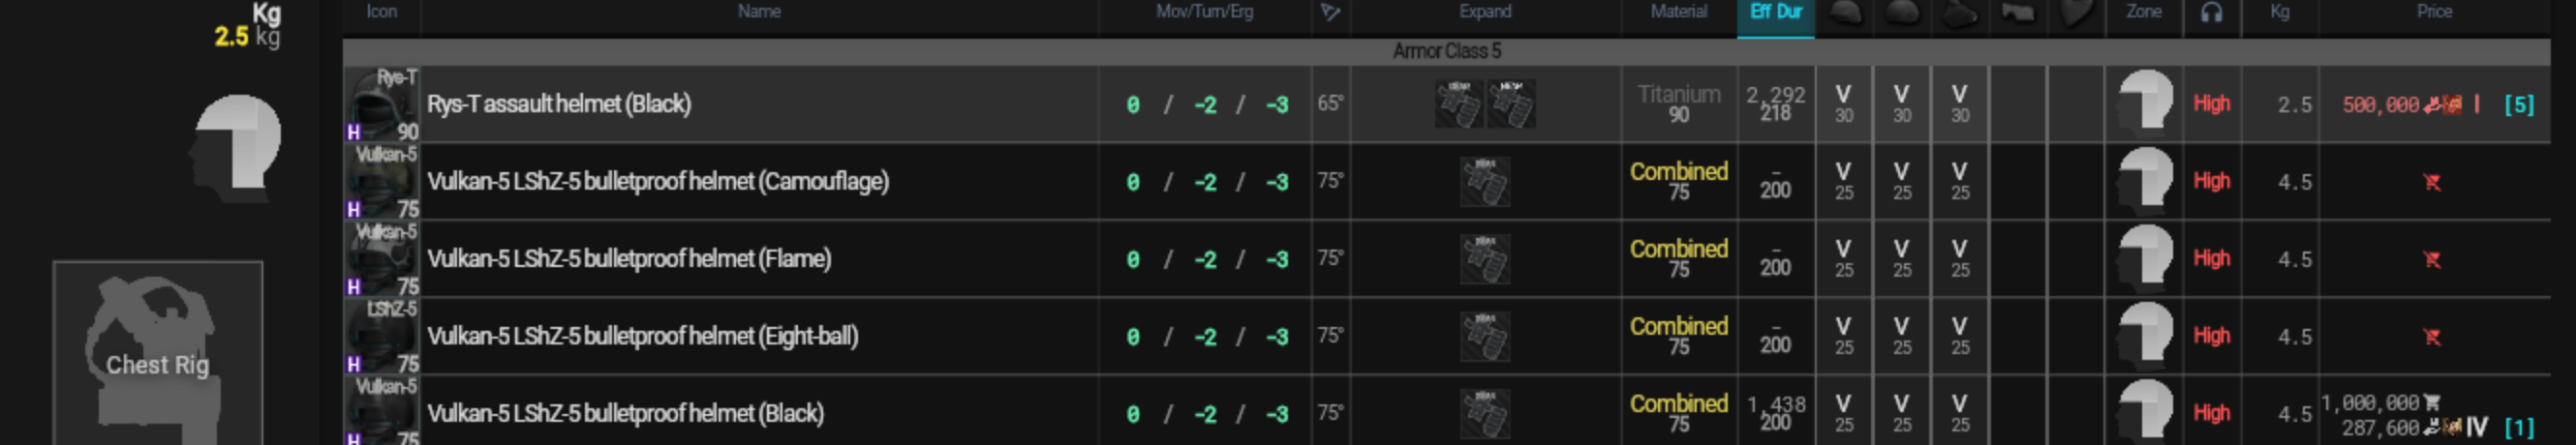 Kg
2.5 kg
Chest Rig
Icon Name Mov/Turn/Erg Expand Material Eff Dur Zone Kg Price
Armor Class 5
Rys-T
H 90
Rys-T assault helmet (Black) 0 / -2 / -3 65° Titanium 90 2,292 218 V 30 V 30 V 30 High 2.5 500,000 I [5]
Vulkan-5
H 75
Vulkan-5 LShZ-5 bulletproof helmet (Camouflage) 0 / -2 / -3 75° Combined 75 - 200 V 25 V 25 V 25 High 4.5
Vulkan-5
H 75
Vulkan-5 LShZ-5 bulletproof helmet (Flame) 0 / -2 / -3 75° Combined 75 - 200 V 25 V 25 V 25 High 4.5
LShZ-5
H 75
Vulkan-5 LShZ-5 bulletproof helmet (Eight-ball) 0 / -2 / -3 75° Combined 75 - 200 V 25 V 25 V 25 High 4.5
Vulkan-5
H 75
Vulkan-5 LShZ-5 bulletproof helmet (Black) 0 / -2 / -3 75° Combined 75 1,438 200 V 25 V 25 V 25 High 4.5 1,000,000 287,600 IV [1]